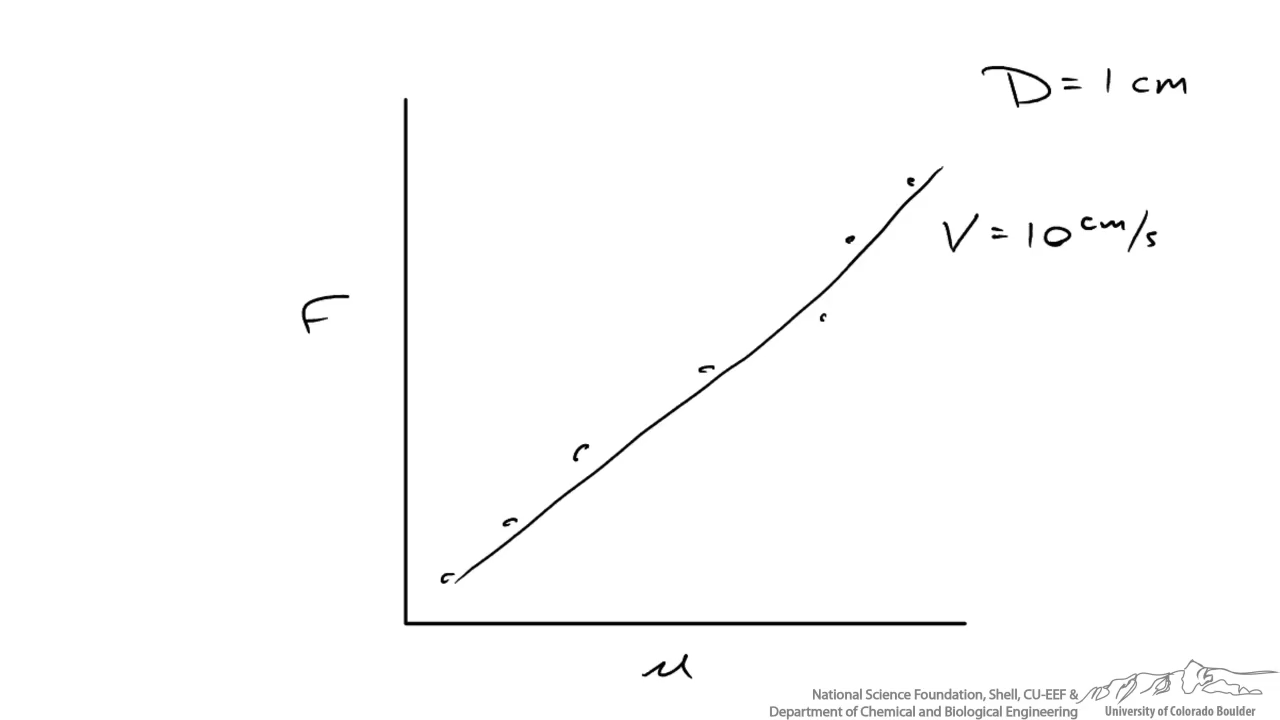 D = 1 cm
V = 10 cm/s
F
μ
National Science Foundation, Shell, CU-EEF &
Department of Chemical and Biological Engineering
University of Colorado Boulder